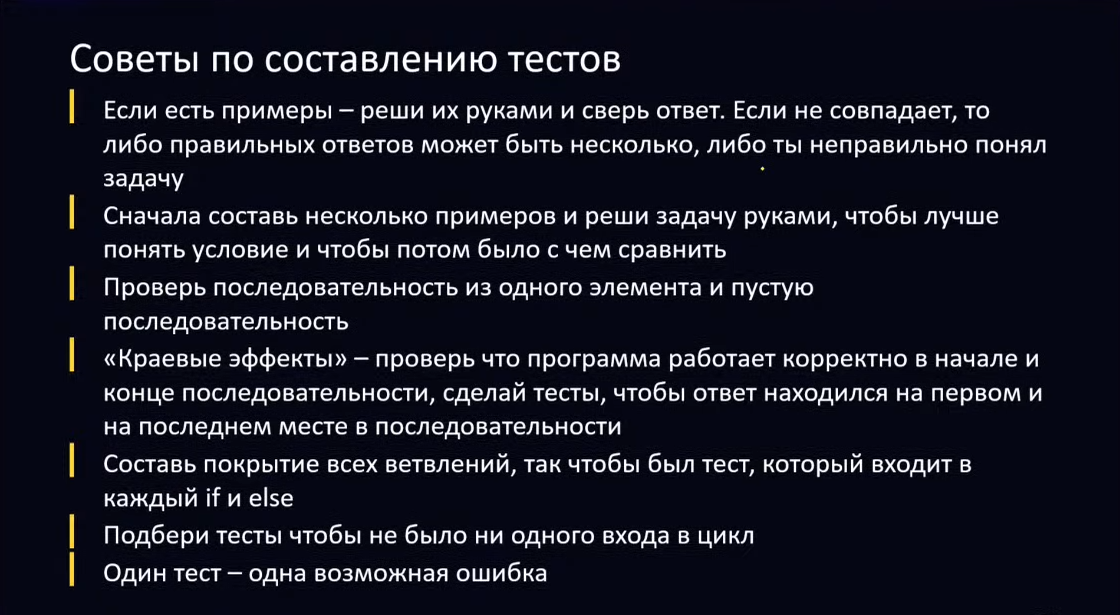 Советы по составлению тестов
Если есть примеры – реши их руками и сверь ответ. Если не совпадает, то
либо правильных ответов может быть несколько, либо ты неправильно понял
задачу
Сначала составь несколько примеров и реши задачу руками, чтобы лучше
понять условие и чтобы потом было с чем сравнить
Проверь последовательность из одного элемента и пустую
последовательность
«Краевые эффекты» – проверь что программа работает корректно в начале и
конце последовательности, сделай тесты, чтобы ответ находился на первом и
на последнем месте в последовательности
Составь покрытие всех ветвлений, так чтобы был тест, который входит в
каждый if и else
Подбери тесты чтобы не было ни одного входа в цикл
Один тест – одна возможная ошибка